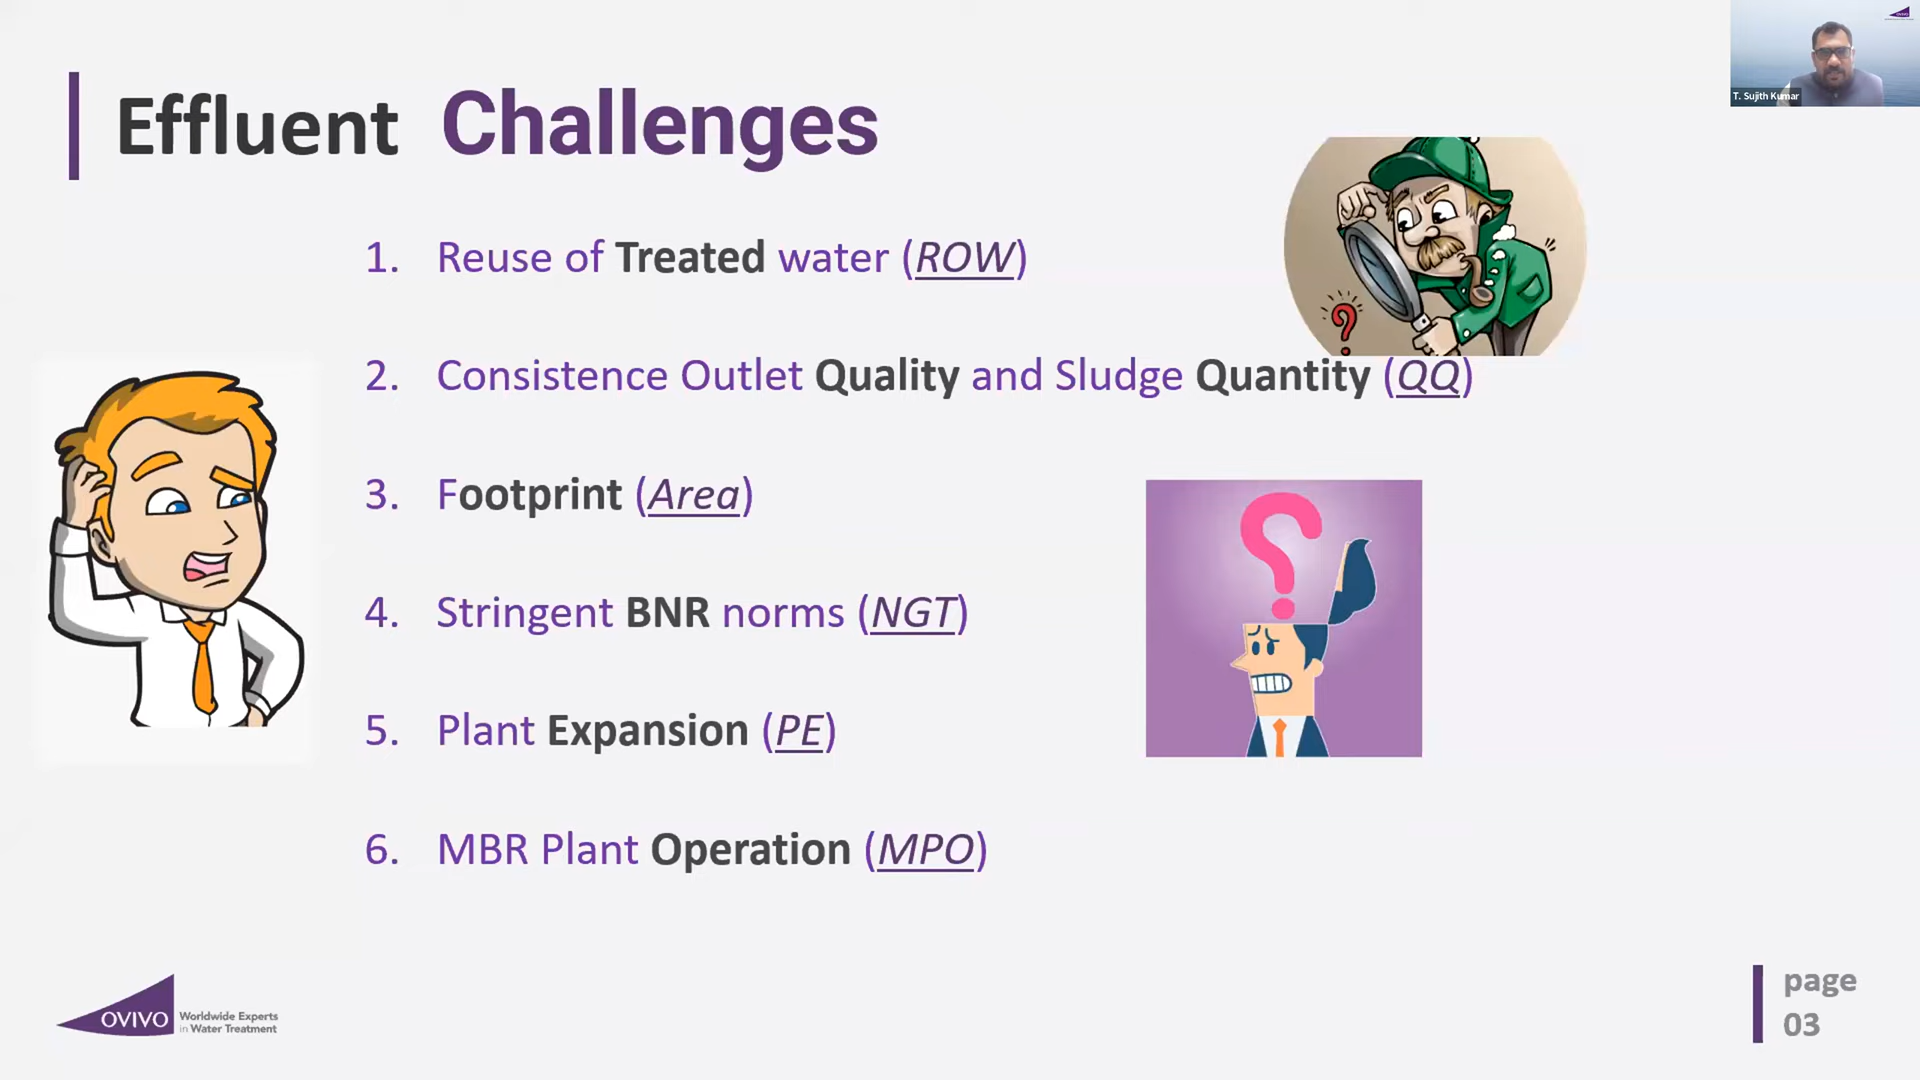 T. Sujith Kumar
Effluent Challenges
1. Reuse of Treated water (ROW)
2. Consistence Outlet Quality and Sludge Quantity (QQ)
3. Footprint (Area)
4. Stringent BNR norms (NGT)
5. Plant Expansion (PE)
6. MBR Plant Operation (MPO)
OVIVO
Worldwide Experts
in Water Treatment
page
03